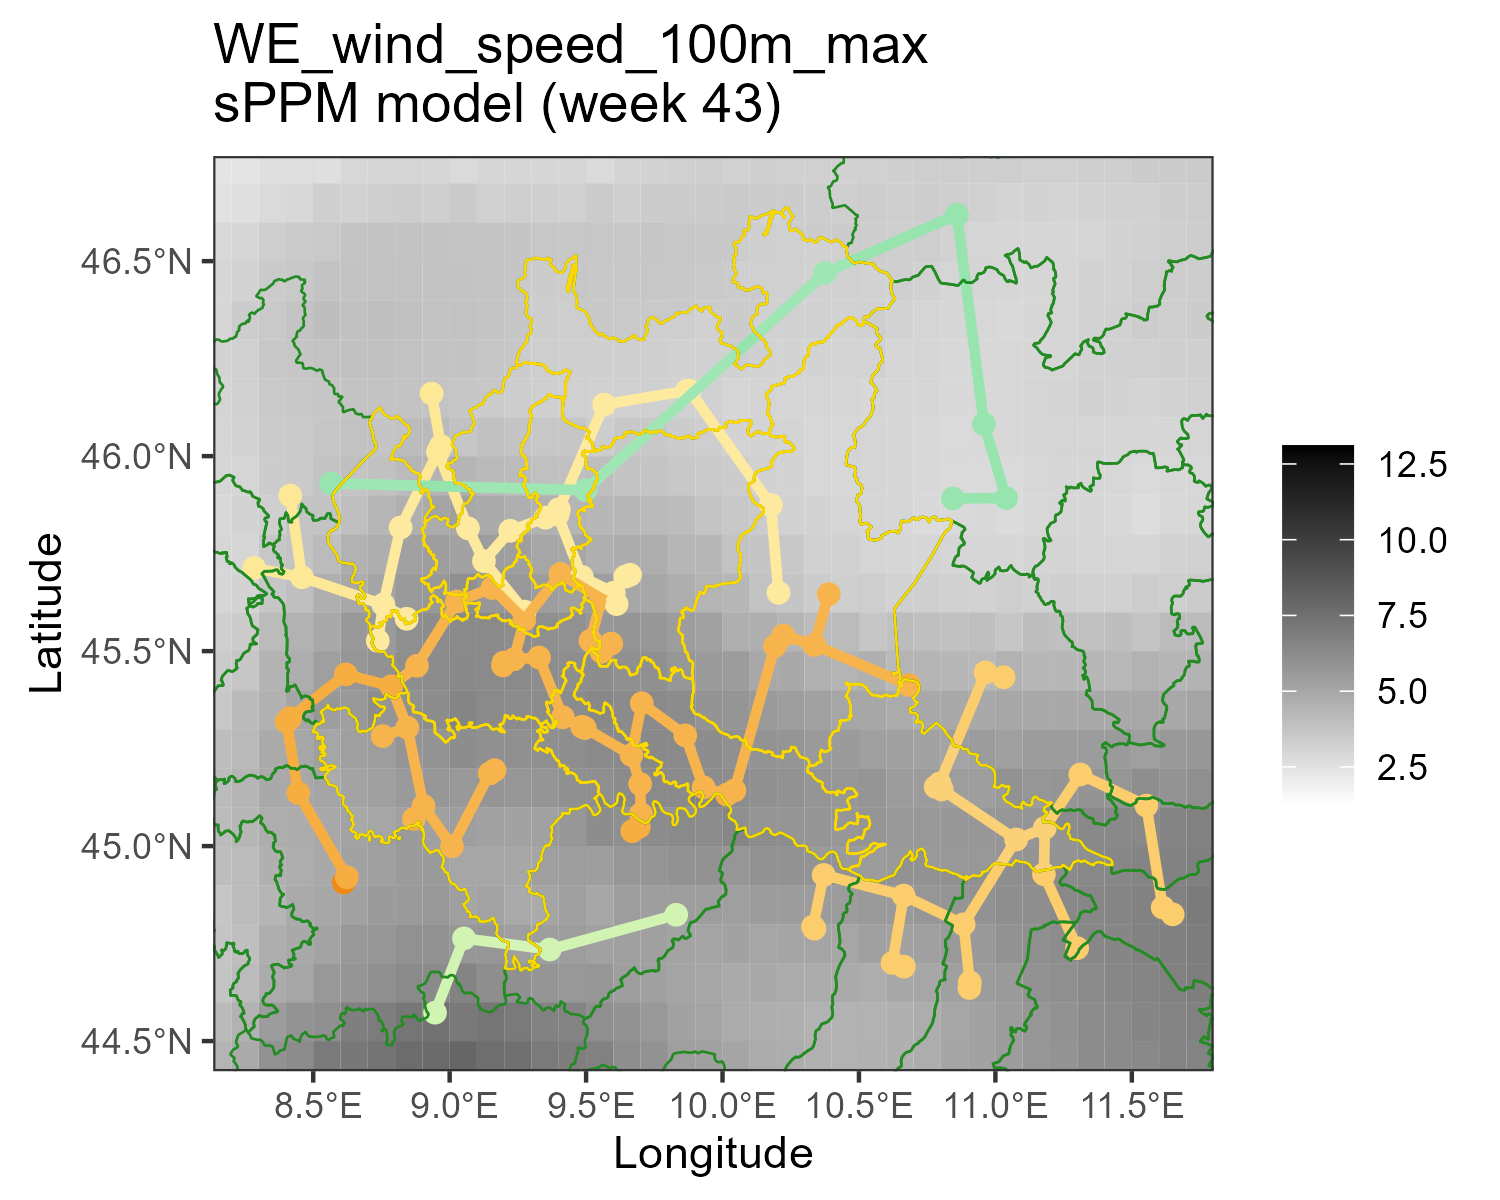 WE_wind_speed_100m_max
sPPM model (week 43)
46.5°N
46.0°N
45.5°N
45.0°N
44.5°N
Latitude
8.5°E
9.0°E
9.5°E
10.0°E
10.5°E
11.0°E
11.5°E
Longitude
12.5
10.0
7.5
5.0
2.5